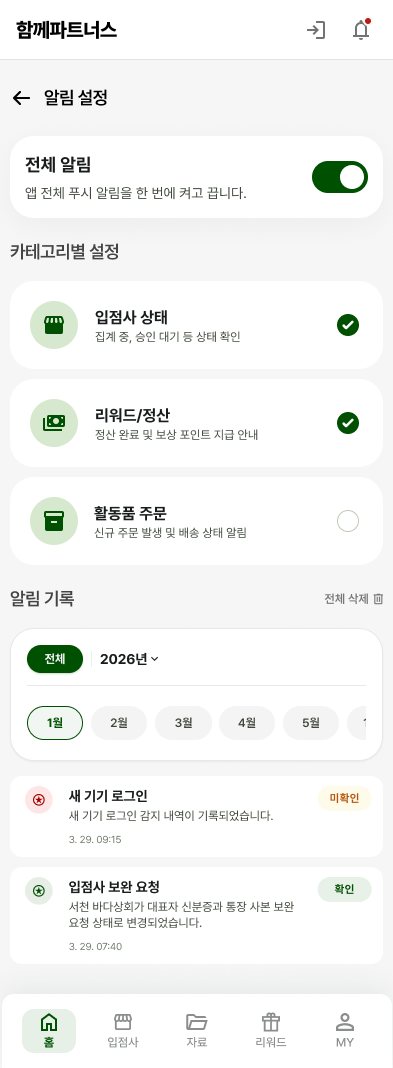 함께파트너스
알림 설정
전체 알림
앱 전체 푸시 알림을 한 번에 켜고 끕니다.
카테고리별 설정
입점사 상태
집계 중, 승인 대기 등 상태 확인
리워드/정산
정산 완료 및 보상 포인트 지급 안내
활동품 주문
신규 주문 발생 및 배송 상태 알림
알림 기록
전체 삭제
전체
2026년
1월
2월
3월
4월
5월
새 기기 로그인
미확인
새 기기 로그인 감지 내역이 기록되었습니다.
3. 29. 09:15
입점사 보완 요청
확인
서천 바다상회가 대표자 신분증과 통장 사본 보완
요청 상태로 변경되었습니다.
3. 29. 07:40
홈
입점사
자료
리워드
MY